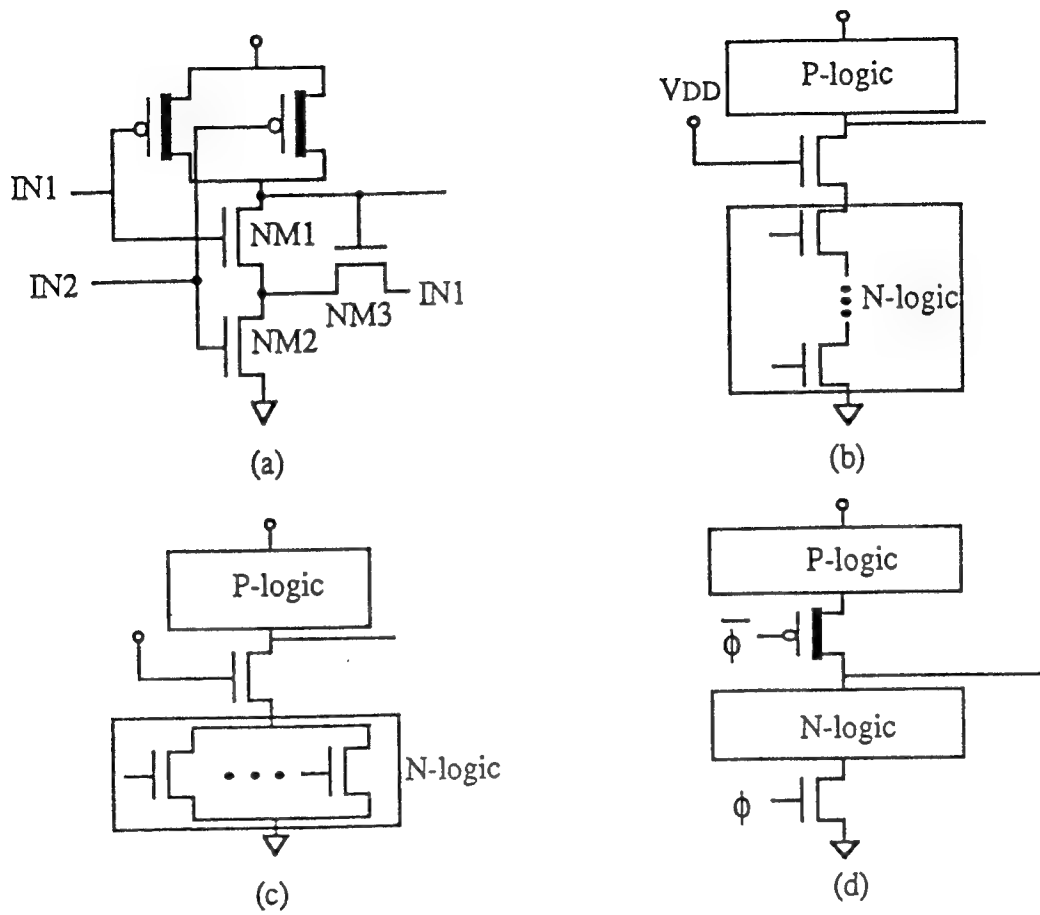 IN1
IN2
NM1
NM2
NM3
IN1
(a)
VDD
P-logic
N-logic
(b)
P-logic
N-logic
(c)
P-logic
ϕ̅
N-logic
ϕ
(d)